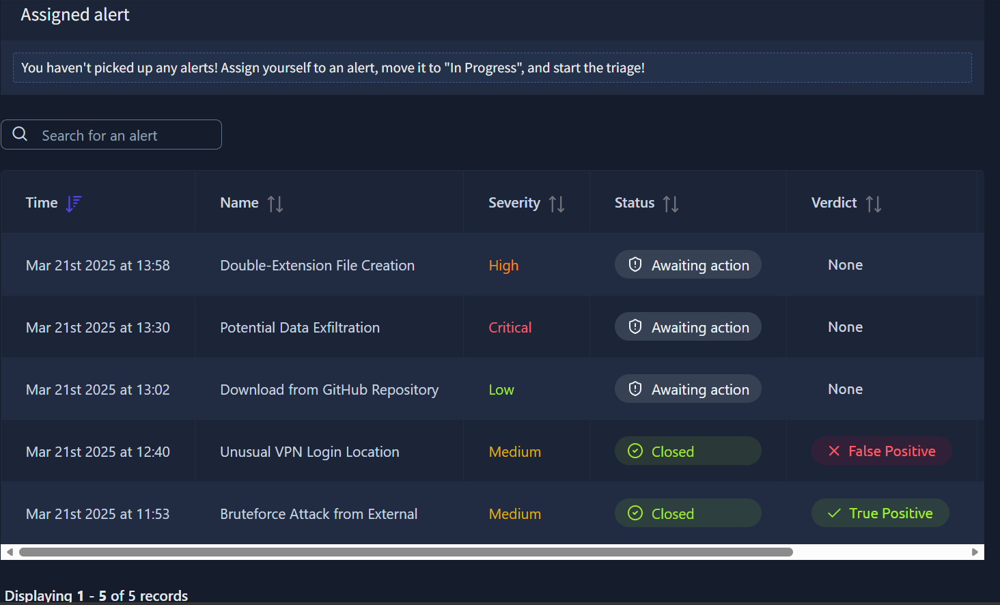 Assigned alert
You haven't picked up any alerts! Assign yourself to an alert, move it to "In Progress", and start the triage!
Search for an alert
Time Name Severity Status Verdict
Mar 21st 2025 at 13:58 Double-Extension File Creation High Awaiting action None
Mar 21st 2025 at 13:30 Potential Data Exfiltration Critical Awaiting action None
Mar 21st 2025 at 13:02 Download from GitHub Repository Low Awaiting action None
Mar 21st 2025 at 12:40 Unusual VPN Login Location Medium Closed False Positive
Mar 21st 2025 at 11:53 Bruteforce Attack from External Medium Closed True Positive
Displaying 1 - 5 of 5 records